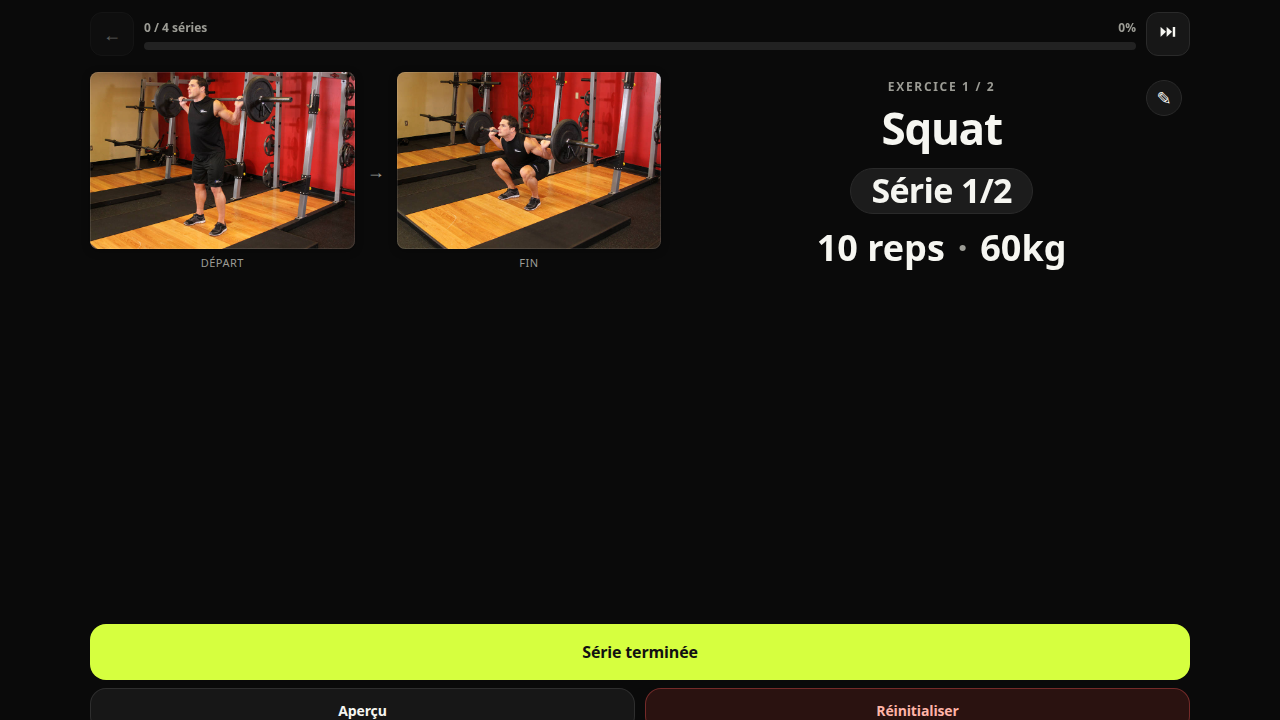 ←
0 / 4 séries
0%
EXERCICE 1 / 2
Squat
Série 1/2
10 reps · 60kg
→
DÉPART
FIN
Série terminée
Aperçu
Réinitialiser